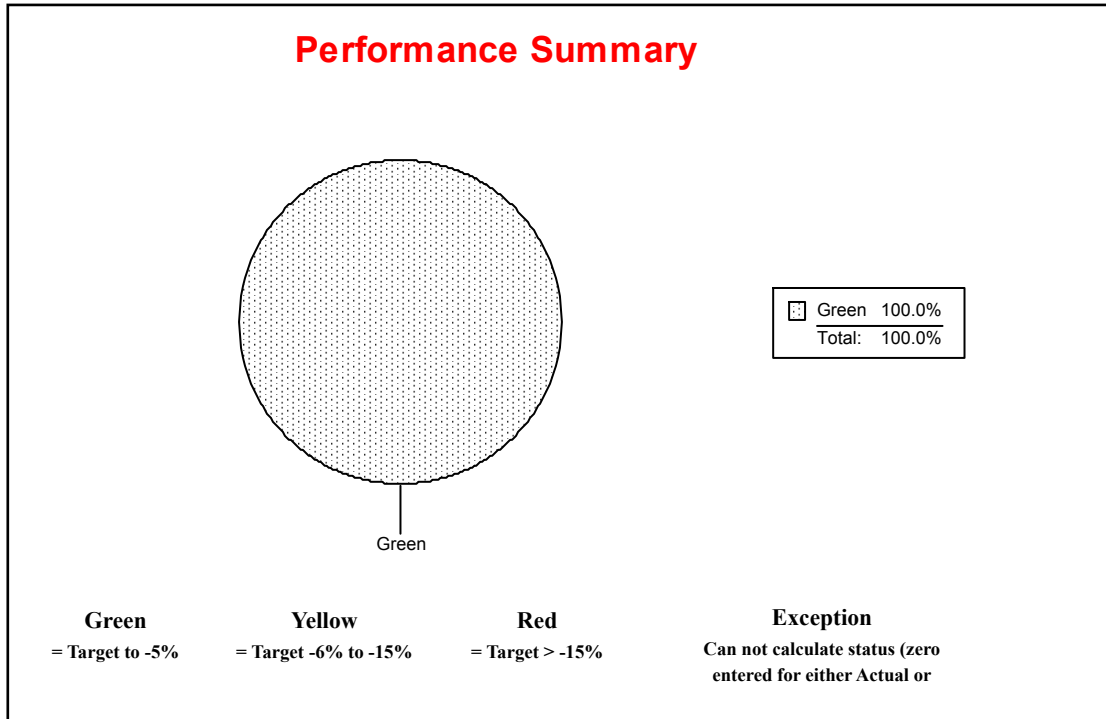 Performance Summary
Green 100.0%
Total: 100.0%
Green
Green
= Target to -5%
Yellow
= Target -6% to -15%
Red
= Target > -15%
Exception
Can not calculate status (zero
entered for either Actual or